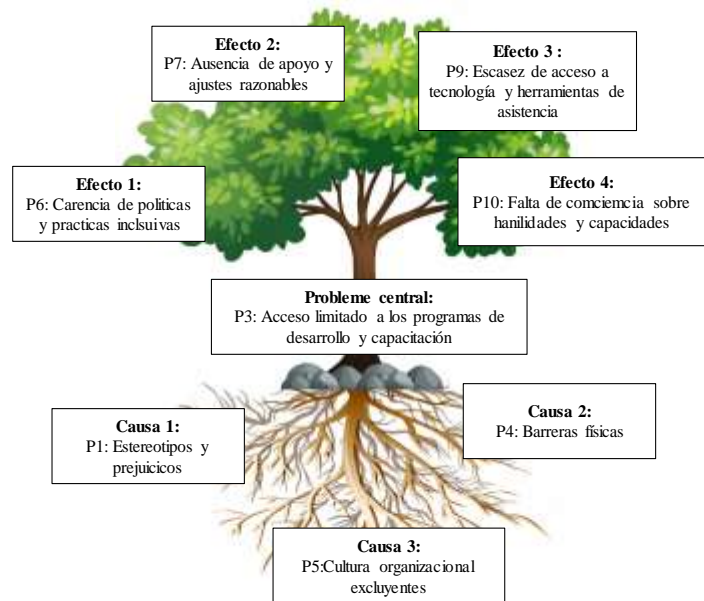 Efecto 2:
P7: Ausencia de apoyo y
ajustes razonables
Efecto 3 :
P9: Escasez de acceso a
tecnología y herramientas de
asistencia
Efecto 1:
P6: Carencia de politicas
y practicas inclsuivas
Efecto 4
P10: Falta de comciemcia sobre
hanilidades y capacidades
Probleme central:
P3: Acceso limitado a los programas de
desarrollo y capacitación
Causa 1:
P1: Estereotipos y
prejuicicos
Causa 2:
P4: Barreras físicas
Causa 3:
P5:Cultura organizacional
excluyentes